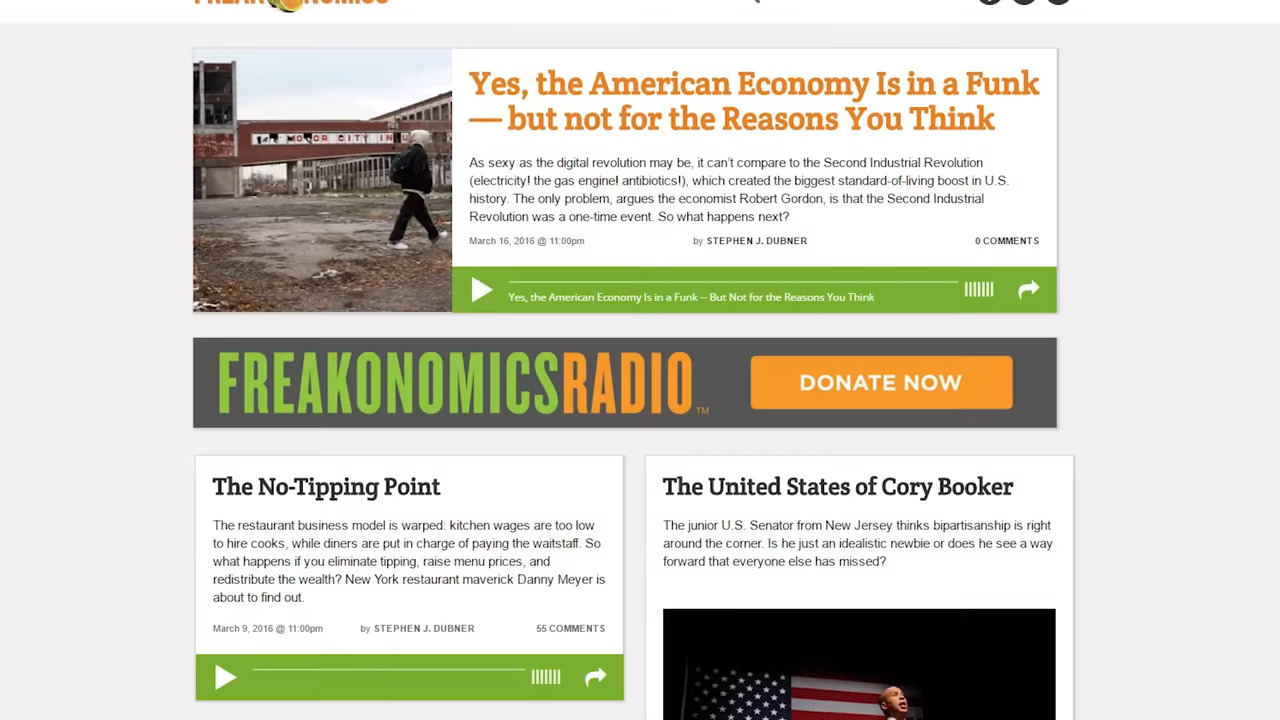 FREAKONOMICS
Yes, the American Economy Is in a Funk
— but not for the Reasons You Think
As sexy as the digital revolution may be, it can't compare to the Second Industrial Revolution
(electricity! the gas engine! antibiotics!), which created the biggest standard-of-living boost in U.S.
history. The only problem, argues the economist Robert Gordon, is that the Second Industrial
Revolution was a one-time event. So what happens next?
March 16, 2016 @ 11:00pm by STEPHEN J. DUBNER 0 COMMENTS
Yes, the American Economy Is in a Funk – But Not for the Reasons You Think
FREAKONOMICSRADIO™ DONATE NOW
The No-Tipping Point
The restaurant business model is warped: kitchen wages are too low
to hire cooks, while diners are put in charge of paying the waitstaff. So
what happens if you eliminate tipping, raise menu prices, and
redistribute the wealth? New York restaurant maverick Danny Meyer is
about to find out.
March 9, 2016 @ 11:00pm by STEPHEN J. DUBNER 55 COMMENTS
The United States of Cory Booker
The junior U.S. Senator from New Jersey thinks bipartisanship is right
around the corner. Is he just an idealistic newbie or does he see a way
forward that everyone else has missed?